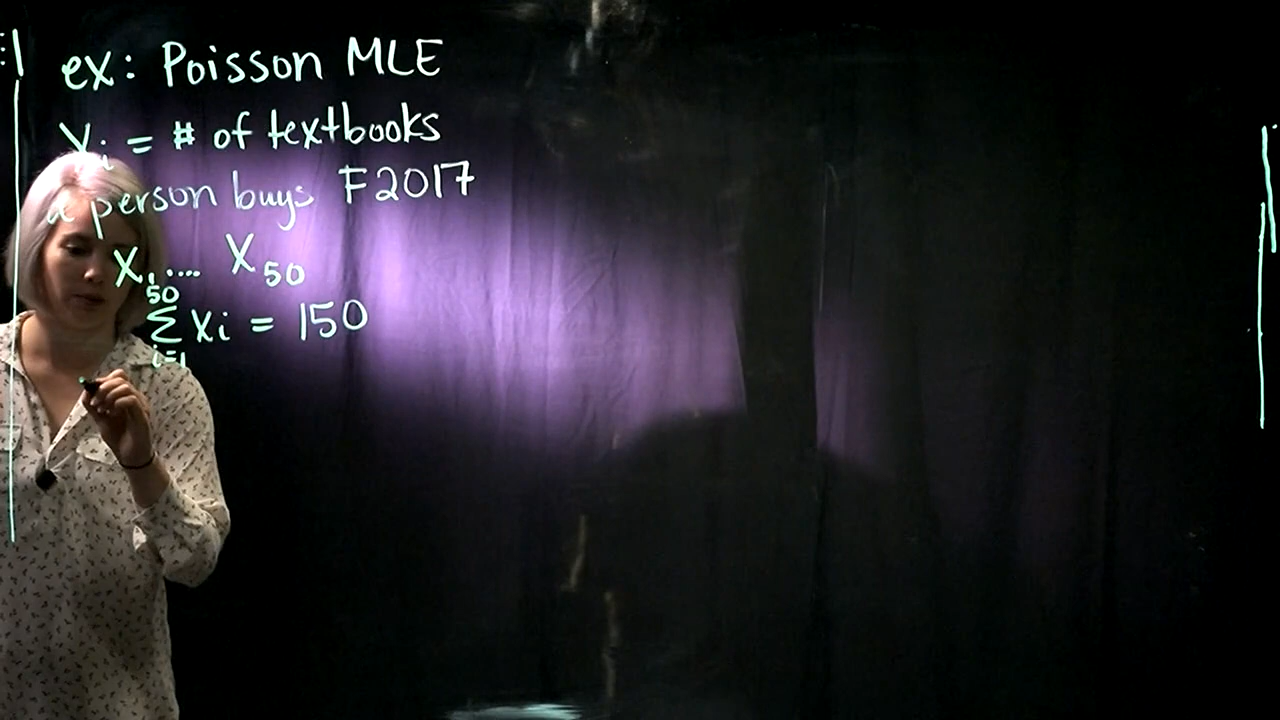 ex: Poisson MLE
Xi = # of textbooks
a person buys F2017
X1 .... X50
50
Σ xi = 150
i=1